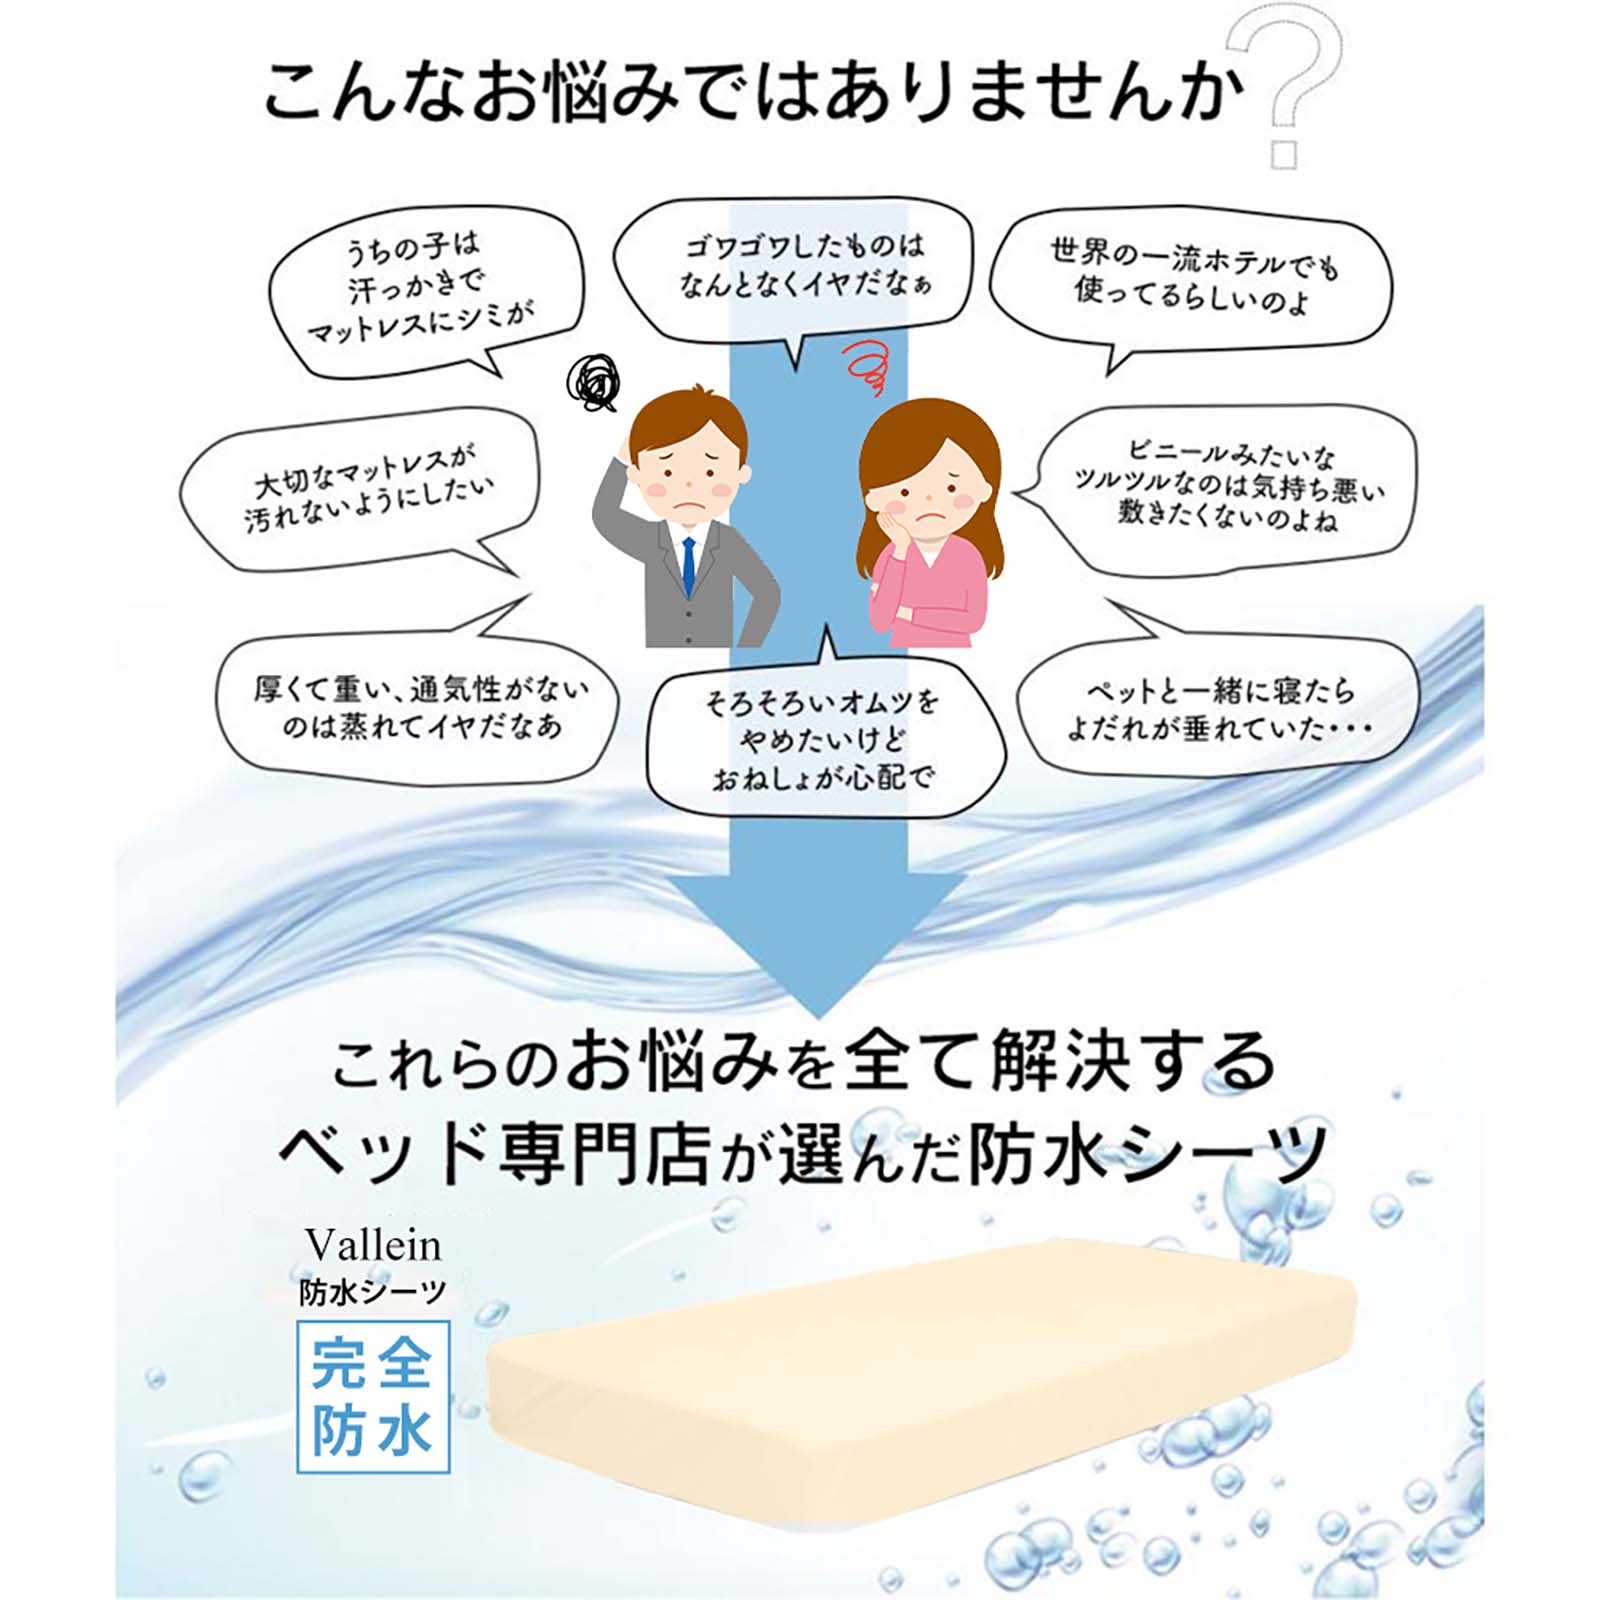 こんなお悩みではありませんか?
うちの子は
汗っかきで
マットレスにシミが
ゴワゴワしたものは
なんとなくイヤだなぁ
世界の一流ホテルでも
使ってるらしいのよ
大切なマットレスが
汚れないようにしたい
ビニールみたいな
ツルツルなのは気持ち悪い
敷きたくないのよね
厚くて重い、通気性がない
のは蒸れてイヤだなあ
そろそろいオムツを
やめたいけど
おねしょが心配で
ペットと一緒に寝たら
よだれが垂れていた・・・
これらのお悩みを全て解決する
ベッド専門店が選んだ防水シーツ
Vallein
防水シーツ
完全
防水